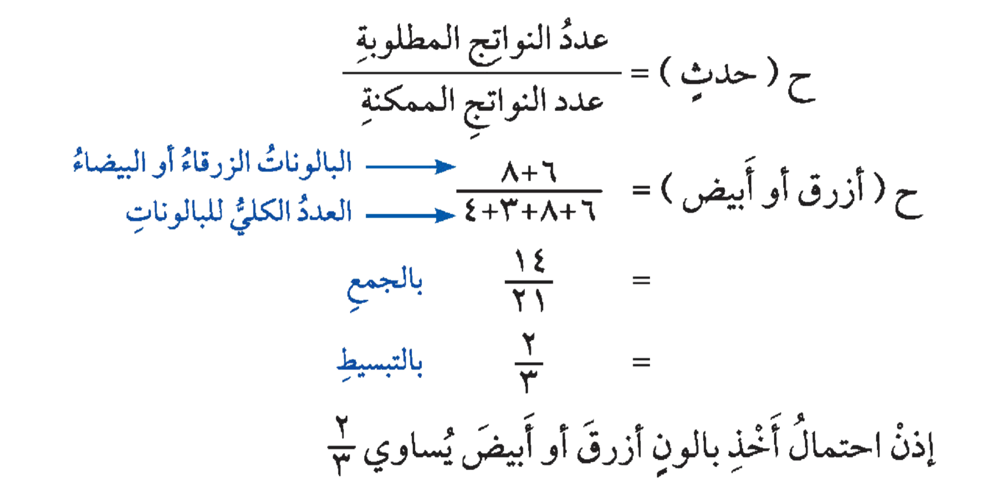 ح ( حدثٍ ) = عددُ النواتجِ المطلوبةِ / عدد النواتجِ الممكنةِ
ح ( أزرق أو أَبيض ) = ٦+٨ / ٦+٨+٣+٤
البالوناتُ الزرقاءُ أو البيضاءُ
العددُ الكليُّ للبالوناتِ
= ١٤ / ٢١ بالجمعِ
= ٢ / ٣ بالتبسيطِ
إذنْ احتمالُ أَخْذِ بالونٍ أزرقَ أو أَبيضَ يُساوي ٢ / ٣